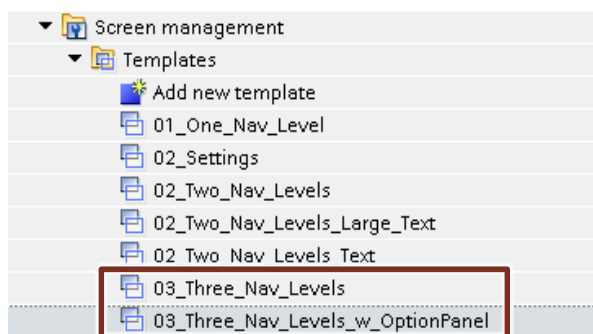 Screen management
Templates
Add new template
01_One_Nav_Level
02_Settings
02_Two_Nav_Levels
02_Two_Nav_Levels_Large_Text
02_Two_Nav_Levels_Text
03_Three_Nav_Levels
03_Three_Nav_Levels_w_OptionPanel